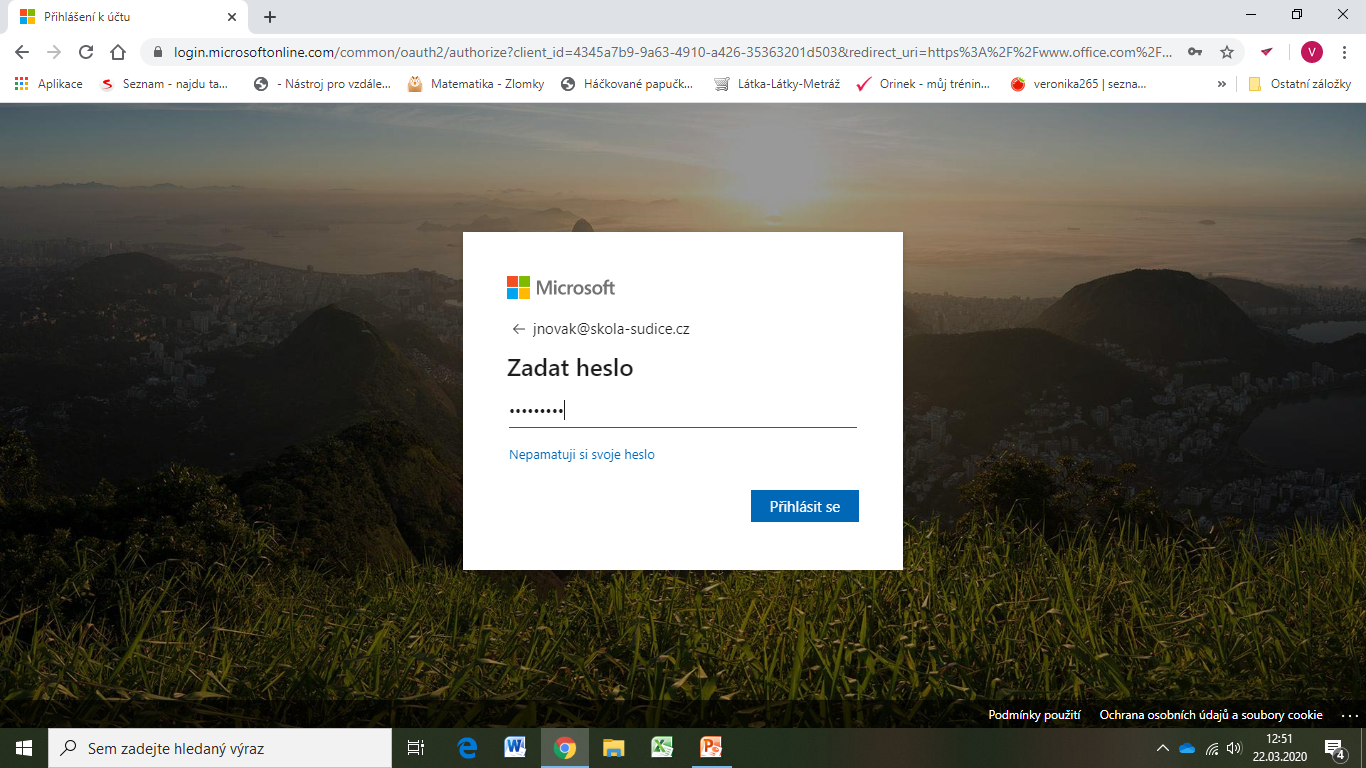 Přihlášení k účtu
login.microsoftonline.com/common/oauth2/authorize?client_id=4345a7b9-9a63-4910-a426-35363201d503&redirect_uri=https%3A%2F%2Fwww.office.com%2F...
V
Aplikace Seznam - najdu ta... - Nástroj pro vzdále... Matematika - Zlomky Háčkované papučk... Látka-Látky-Metráž Orinek - můj trénin... veronika265 | sezna... » Ostatní záložky
Microsoft
← jnovak@skola-sudice.cz
Zadat heslo
•••••••••
Nepamatuji si svoje heslo
Přihlásit se
Podmínky použití Ochrana osobních údajů a soubory cookie ...
Sem zadejte hledaný výraz
12:51
22.03.2020
4